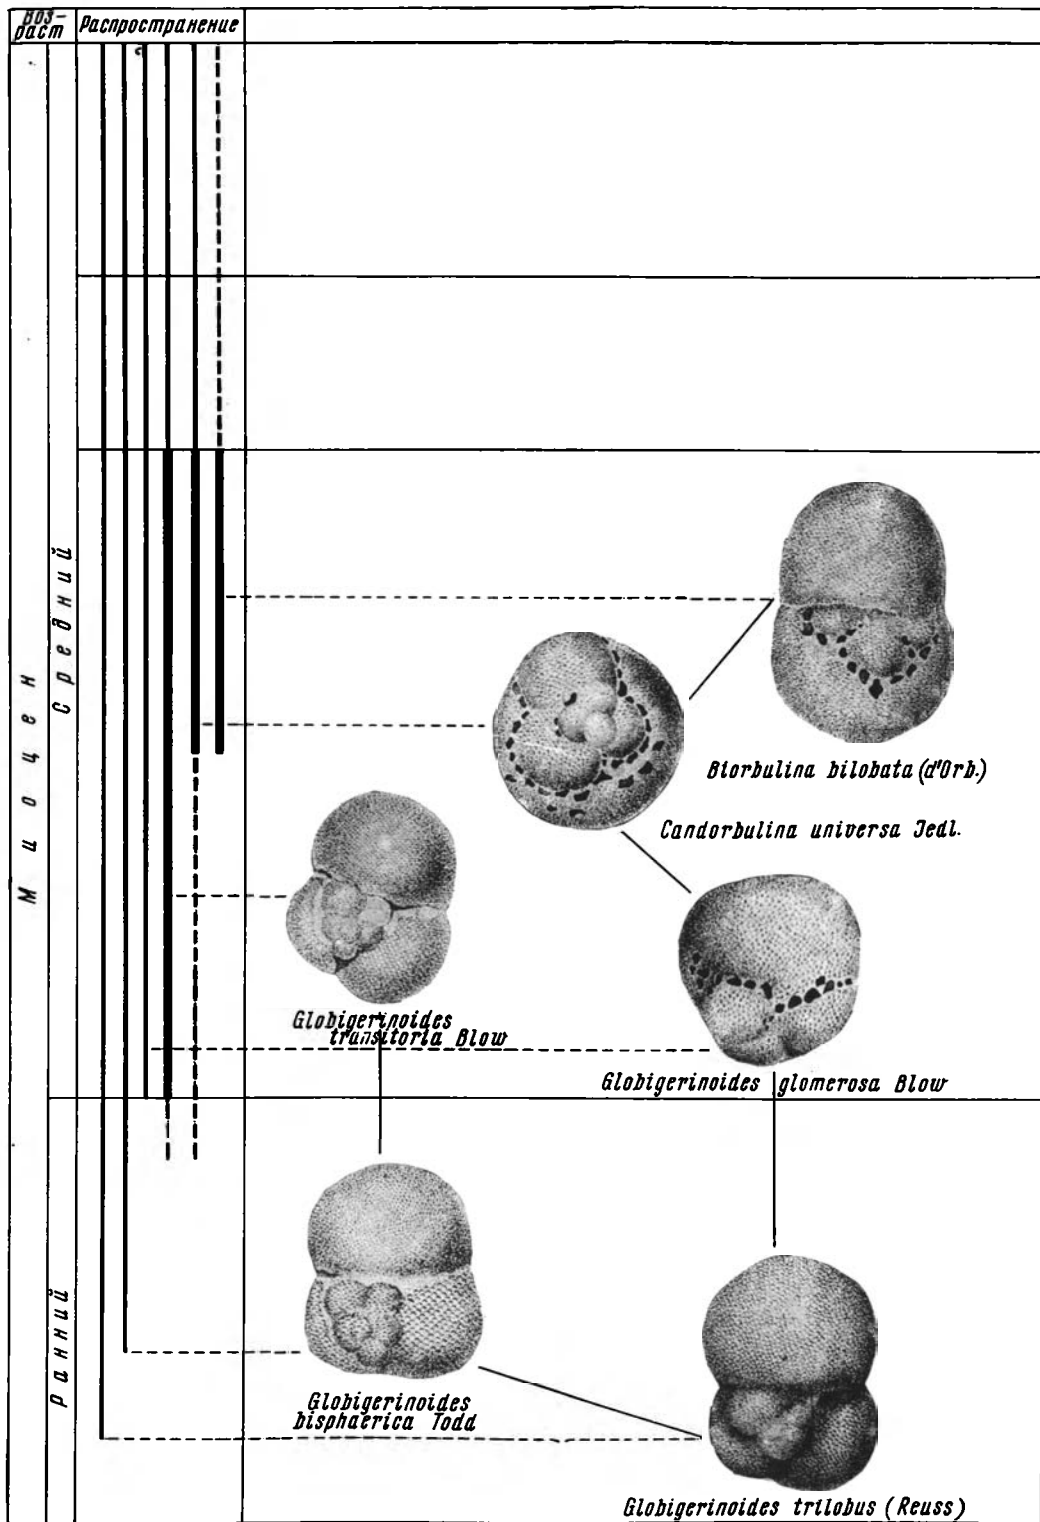 Воз-
раст
Распространение
Миоцен
Средний
Ранний
Biorbulina bilobata (d'Orb.)
Candorbulina universa Jedl.
Globigerinoides
transitoria Blow
Globigerinoides glomerosa Blow
Globigerinoides
bisphaerica Todd
Globigerinoides trilobus (Reuss)